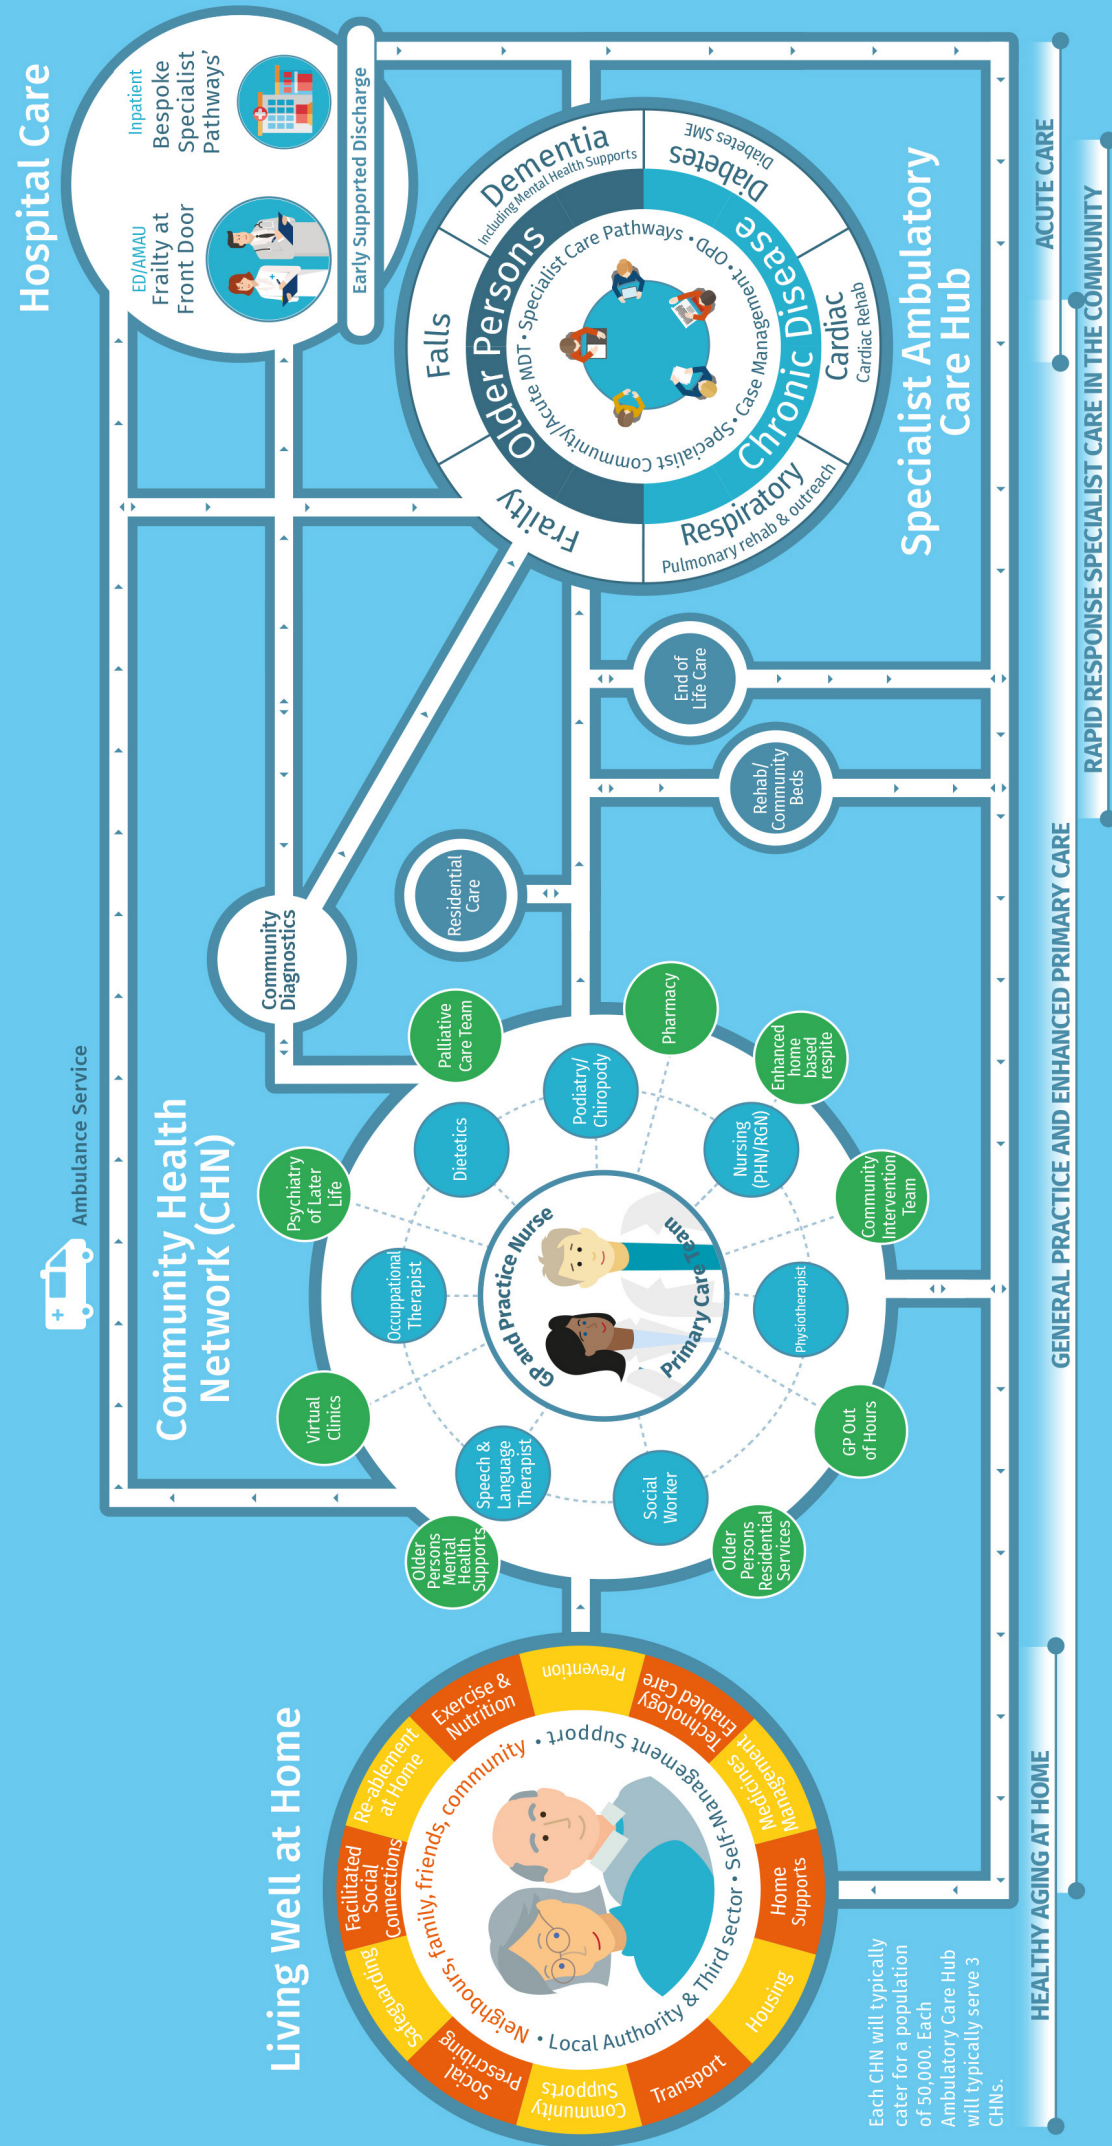 Living Well at Home
Facilitated
Social
Connections
Re-ablement
at Home
Exercise &
Nutrition
Prevention
Technology
Enabled Care
Medicines
Management
Home
Supports
Housing
Transport
Community
Supports
Social
Prescribing
Safeguarding
Neighbours, family, friends, community •
Self-Management Support •
Local Authority & Third sector •
Each CHN will typically
cater for a population
of 50,000. Each
Ambulatory Care Hub
will typically serve 3
CHNs.
Ambulance Service
Community Health
Network (CHN)
Virtual
Clinics
Psychiatry
of Later
Life
Palliative
Care Team
Pharmacy
Enhanced
home
based
respite
Community
Intervention
Team
GP Out
of Hours
Older
Persons
Residential
Services
Older
Persons
Mental
Health
Supports
Occuppational
Therapist
Dietetics
Podiatry/
Chiropody
Nursing
(PHN/RGN)
Physiotherapist
Social
Worker
Speech &
Language
Therapist
GP and Practice Nurse
Primary Care Team
Community
Diagnostics
Residential
Care
Rehab/
Community
Beds
End of
Life Care
Hospital Care
ED/AMAU
Frailty at
Front Door
Inpatient
Bespoke
Specialist
Pathways’
Early Supported Discharge
Frailty
Falls
Dementia
Including Mental Health Supports
Diabetes
Diabetes SME
Cardiac
Cardiac Rehab
Respiratory
Pulmonary rehab & outreach
Older Persons
Chronic Disease
Specialist Community/Acute MDT • Specialist Care Pathways • OPD • Case Management •
Specialist Ambulatory
Care Hub
HEALTHY AGING AT HOME
GENERAL PRACTICE AND ENHANCED PRIMARY CARE
RAPID RESPONSE SPECIALIST CARE IN THE COMMUNITY
ACUTE CARE